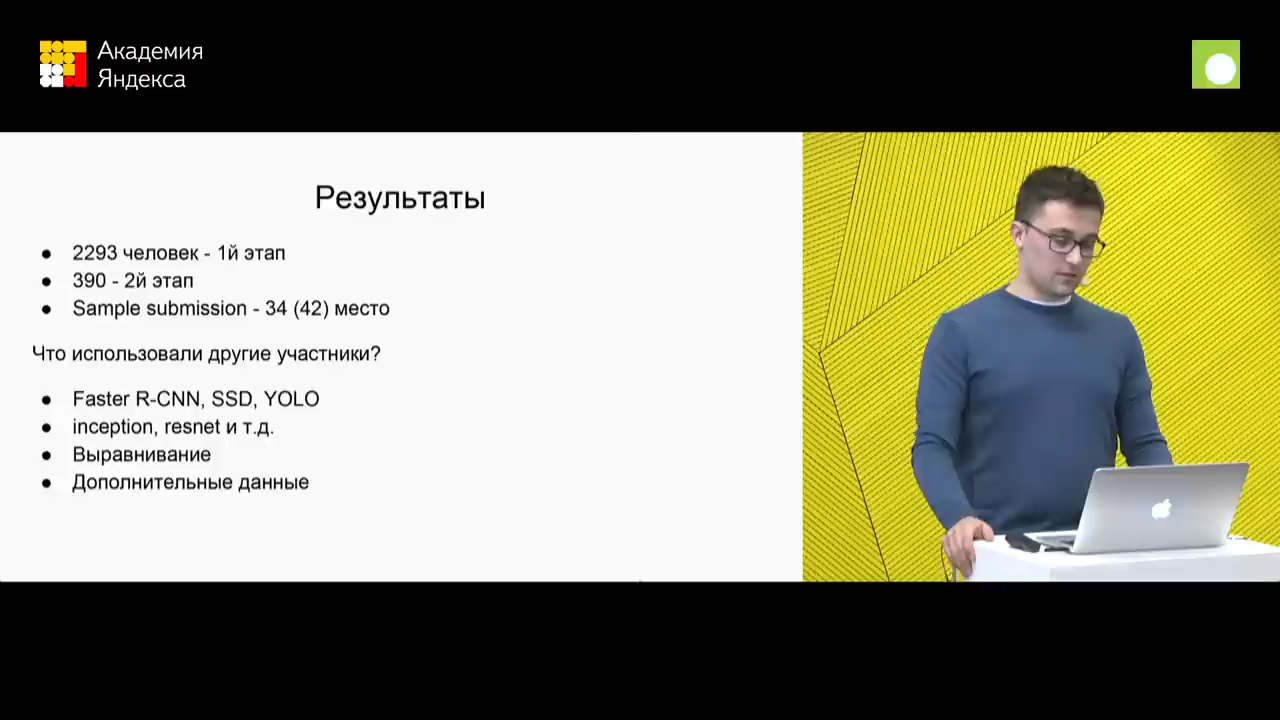 Академия
Яндекса
Результаты
● 2293 человек - 1й этап
● 390 - 2й этап
● Sample submission - 34 (42) место
Что использовали другие участники?
● Faster R-CNN, SSD, YOLO
● inception, resnet и т.д.
● Выравнивание
● Дополнительные данные